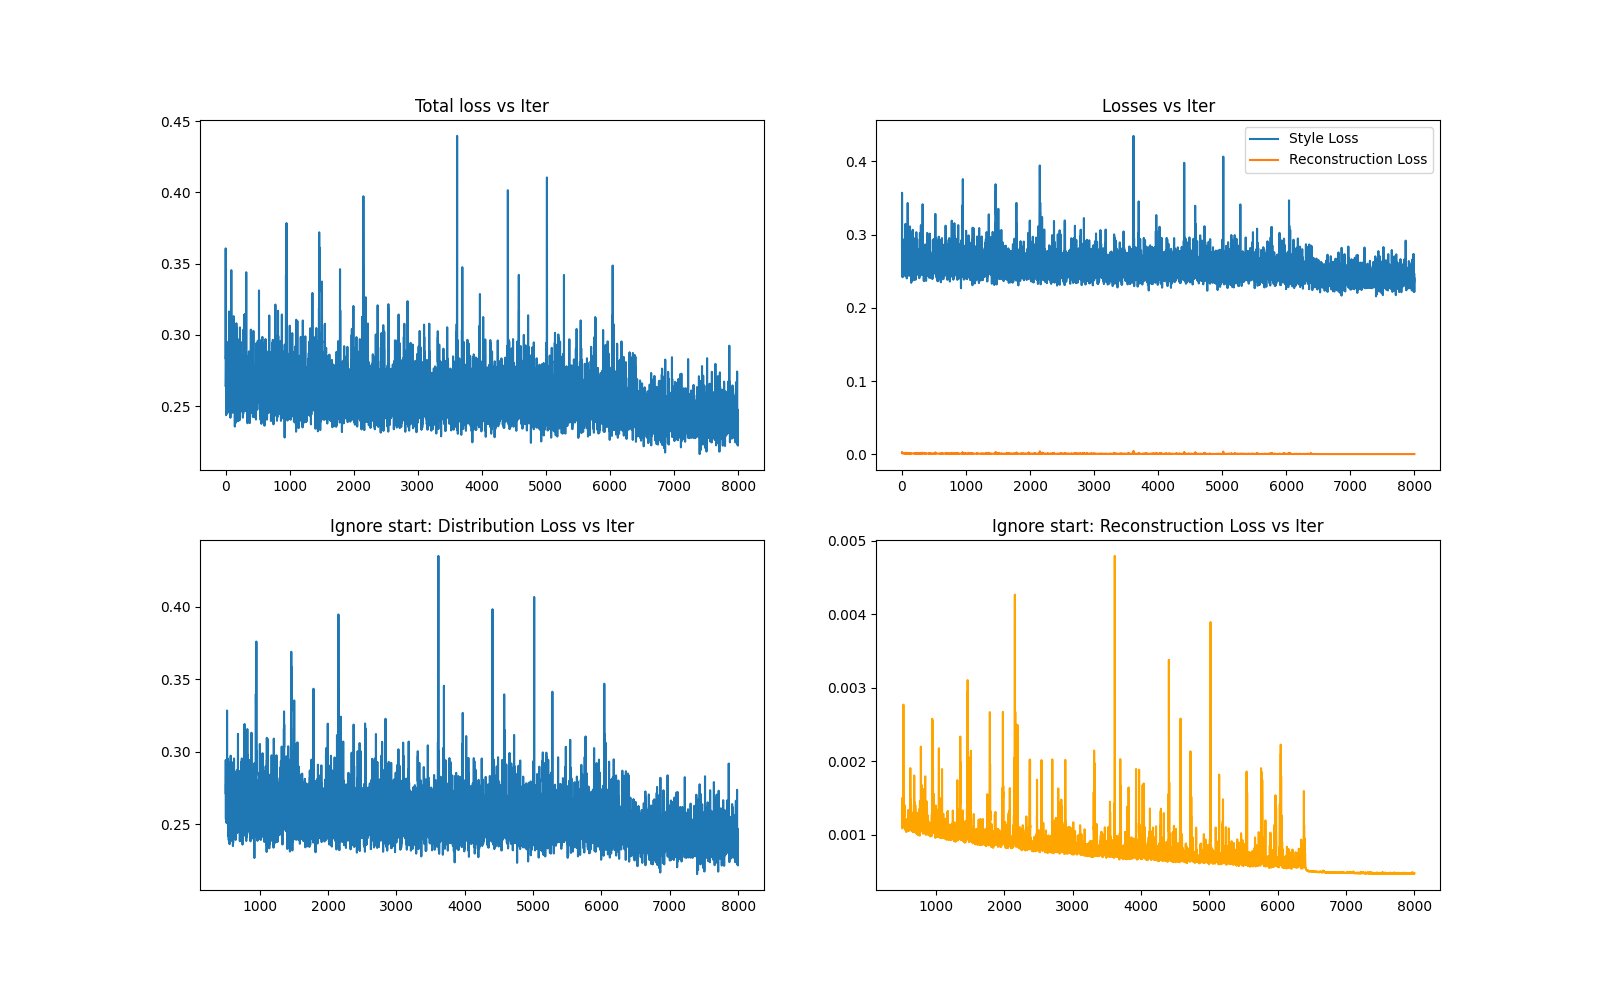 Total loss vs Iter
0.45
0.40
0.35
0.30
0.25
0 1000 2000 3000 4000 5000 6000 7000 8000
Losses vs Iter
Style Loss
Reconstruction Loss
0.4
0.3
0.2
0.1
0.0
0 1000 2000 3000 4000 5000 6000 7000 8000
Ignore start: Distribution Loss vs Iter
0.40
0.35
0.30
0.25
1000 2000 3000 4000 5000 6000 7000 8000
Ignore start: Reconstruction Loss vs Iter
0.005
0.004
0.003
0.002
0.001
1000 2000 3000 4000 5000 6000 7000 8000